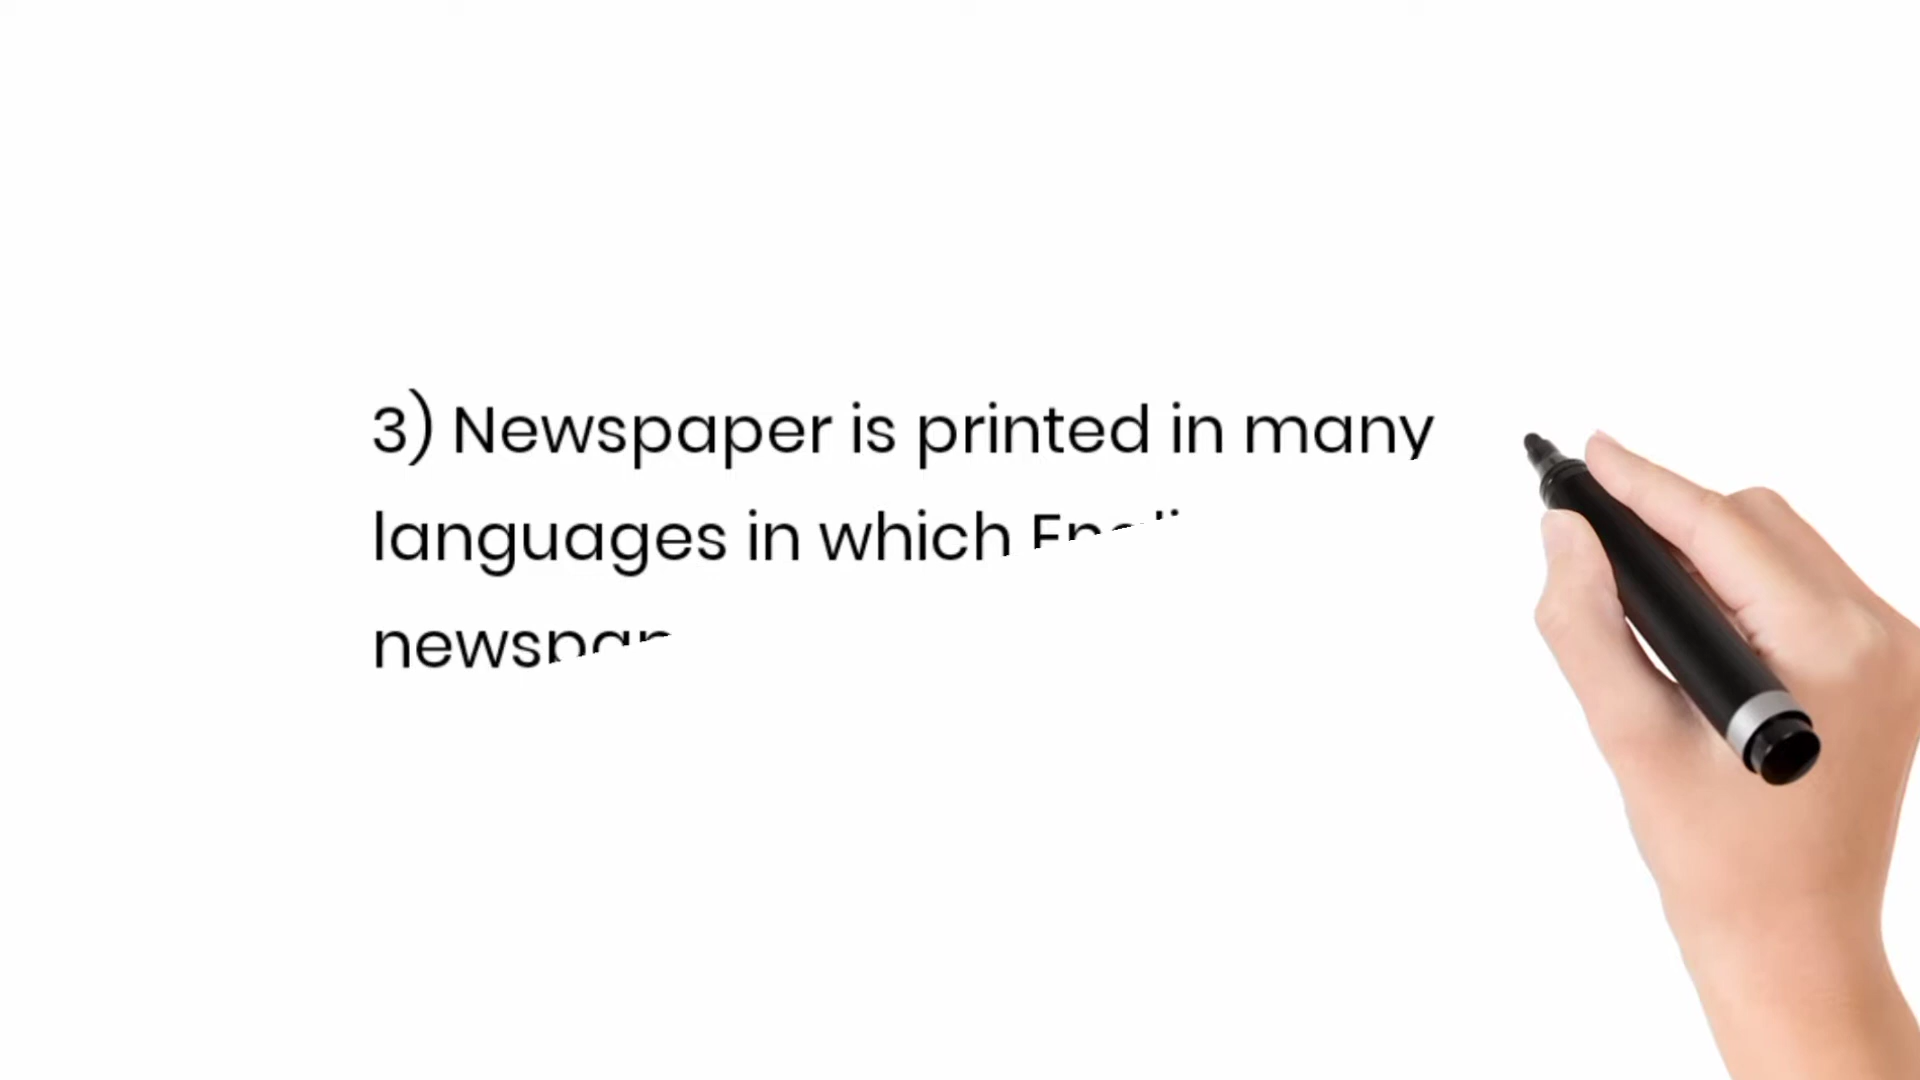 3) Newspaper is printed in many
languages in which